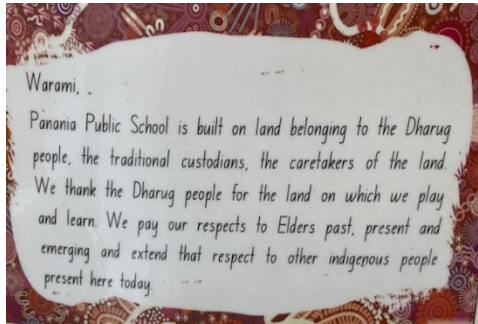 Warami,
Panania Public School is built on land belonging to the Dharug
people, the traditional custodians, the caretakers of the land.
We thank the Dharug people for the land on which we play
and learn. We pay our respects to Elders past, present and
emerging and extend that respect to other indigenous people
present here today.